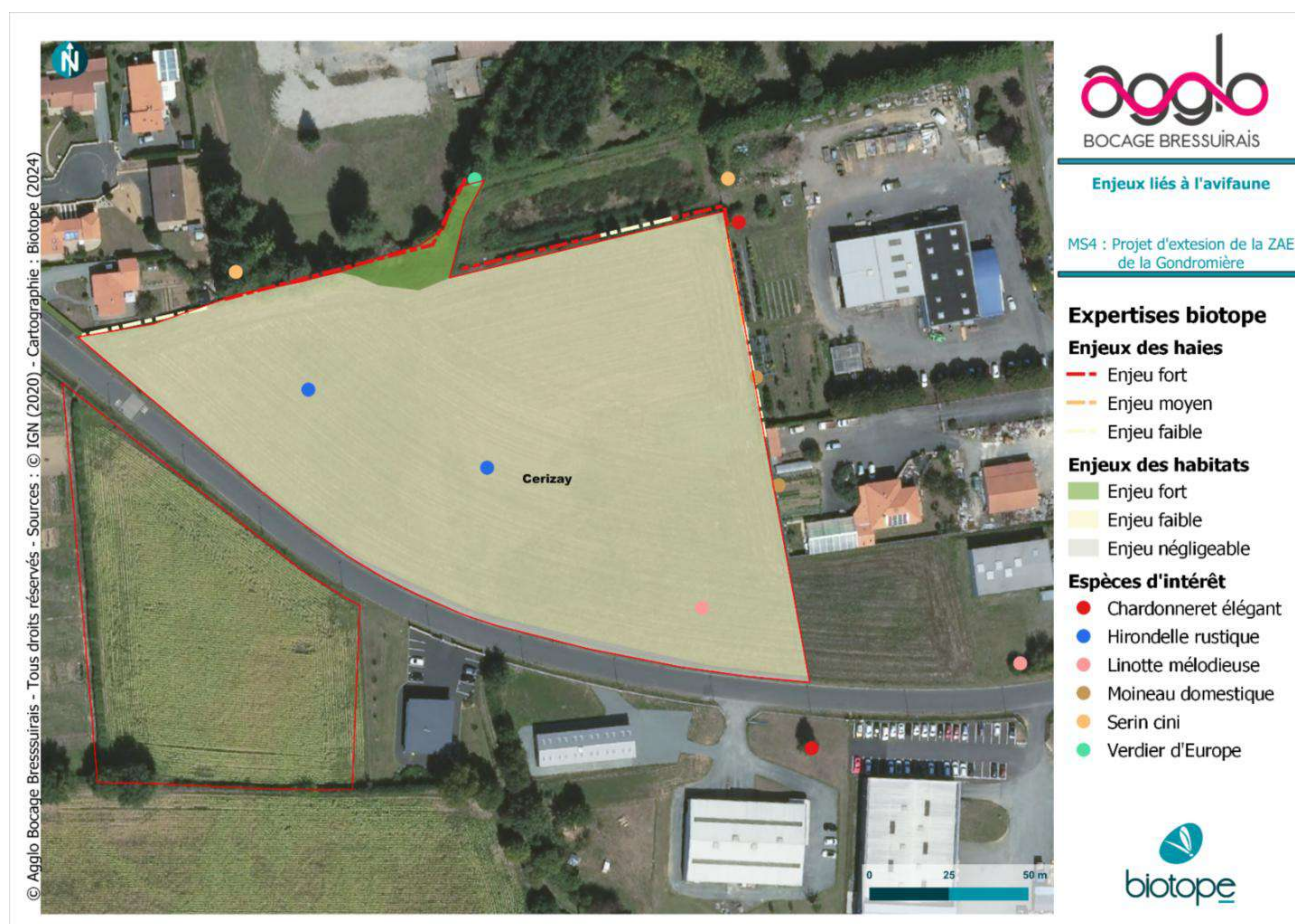 N
© Agglo Bocage Bressuirais - Tous droits réservés - Sources : © IGN (2020) - Cartographie : Biotope (2024)
Cerizay
0 25 50 m
agglo
BOCAGE BRESSUIRAIS
Enjeux liés à l'avifaune
MS4 : Projet d'extesion de la ZAE
de la Gondromière
Expertises biotope
Enjeux des haies
Enjeu fort
Enjeu moyen
Enjeu faible
Enjeux des habitats
Enjeu fort
Enjeu faible
Enjeu négligeable
Espèces d'intérêt
Chardonneret élégant
Hirondelle rustique
Linotte mélodieuse
Moineau domestique
Serin cini
Verdier d'Europe
biotope